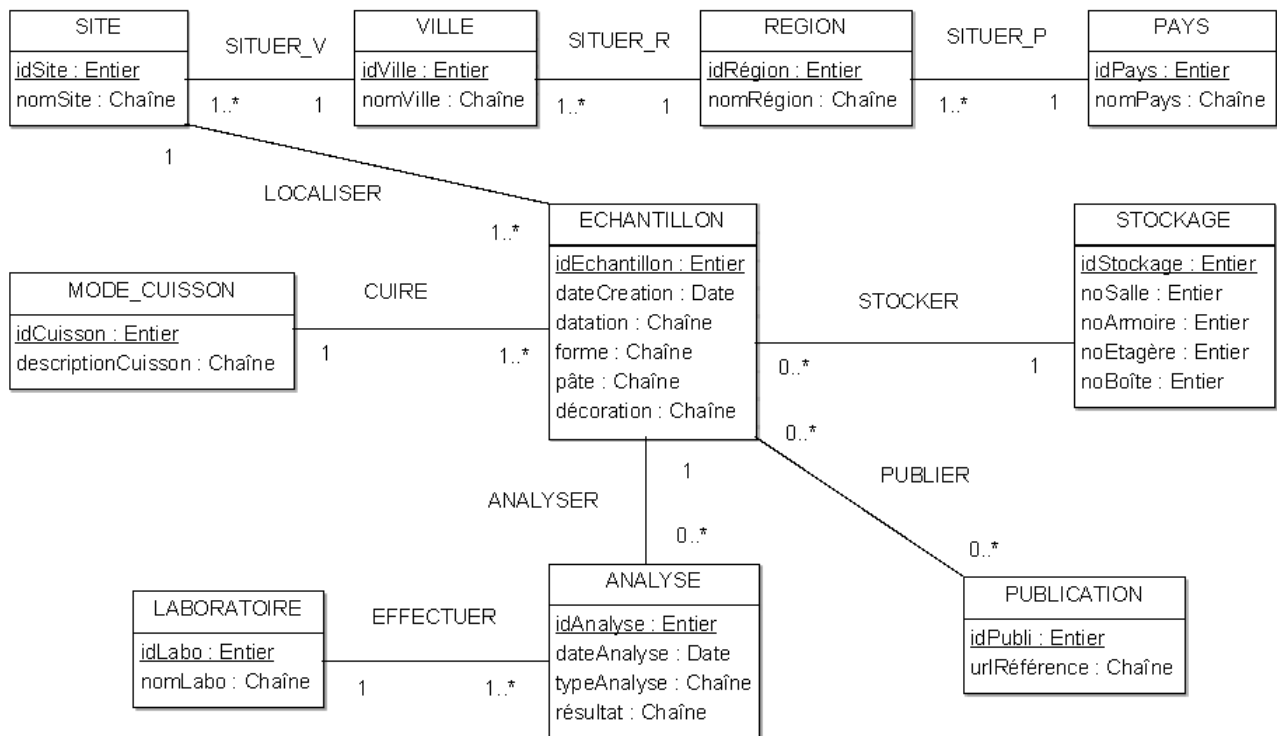 SITE
idSite : Entier
nomSite : Chaîne
SITUER_V
1..*
1
VILLE
idVille : Entier
nomVille : Chaîne
SITUER_R
1..*
1
REGION
idRégion : Entier
nomRégion : Chaîne
SITUER_P
1..*
1
PAYS
idPays : Entier
nomPays : Chaîne
1
LOCALISER
1..*
ECHANTILLON
idEchantillon : Entier
dateCreation : Date
datation : Chaîne
forme : Chaîne
pâte : Chaîne
décoration : Chaîne
STOCKAGE
idStockage : Entier
noSalle : Entier
noArmoire : Entier
noEtagère : Entier
noBoîte : Entier
MODE_CUISSON
idCuisson : Entier
descriptionCuisson : Chaîne
CUIRE
1
1..*
STOCKER
0..*
1
0..*
PUBLIER
0..*
1
ANALYSER
0..*
ANALYSE
idAnalyse : Entier
dateAnalyse : Date
typeAnalyse : Chaîne
résultat : Chaîne
LABORATOIRE
idLabo : Entier
nomLabo : Chaîne
EFFECTUER
1
1..*
PUBLICATION
idPubli : Entier
urlRéférence : Chaîne